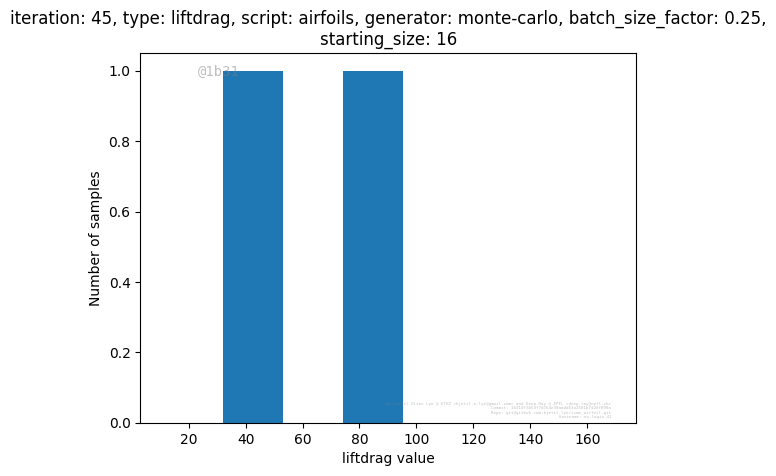 iteration: 45, type: liftdrag, script: airfoils, generator: monte-carlo, batch_size_factor: 0.25,
starting_size: 16
@1b31
1.0
0.8
0.6
0.4
0.2
0.0
Number of samples
20 40 60 80 100 120 140 160
liftdrag value